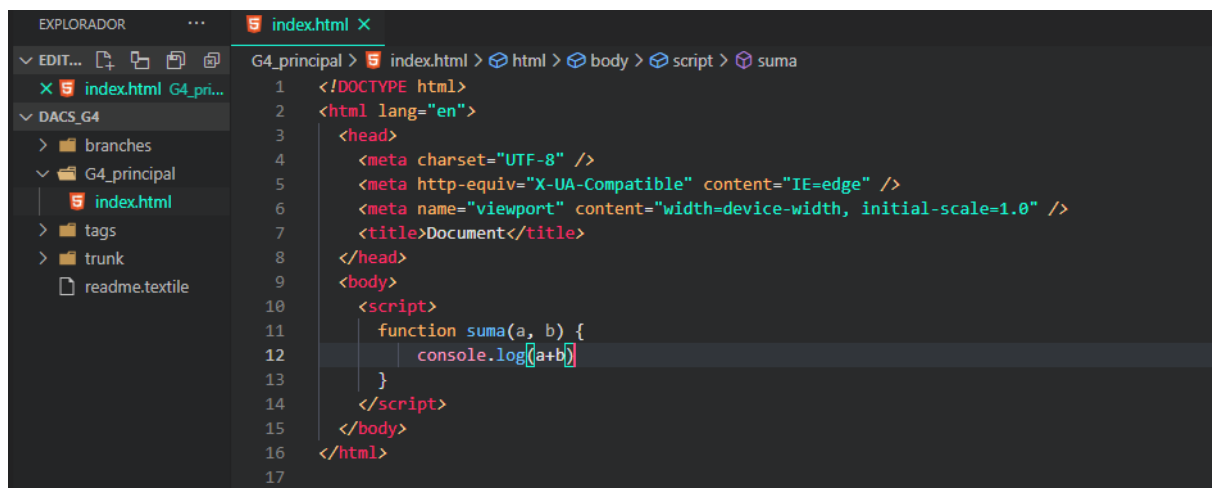 EXPLORADOR ...
EDIT...
index.html G4_pri...
DACS_G4
branches
G4_principal
index.html
tags
trunk
readme.textile
index.html
G4_principal > index.html > html > body > script > suma
1 <!DOCTYPE html>
2 <html lang="en">
3 <head>
4 <meta charset="UTF-8" />
5 <meta http-equiv="X-UA-Compatible" content="IE=edge" />
6 <meta name="viewport" content="width=device-width, initial-scale=1.0" />
7 <title>Document</title>
8 </head>
9 <body>
10 <script>
11 function suma(a, b) {
12 console.log(a+b)
13 }
14 </script>
15 </body>
16 </html>
17